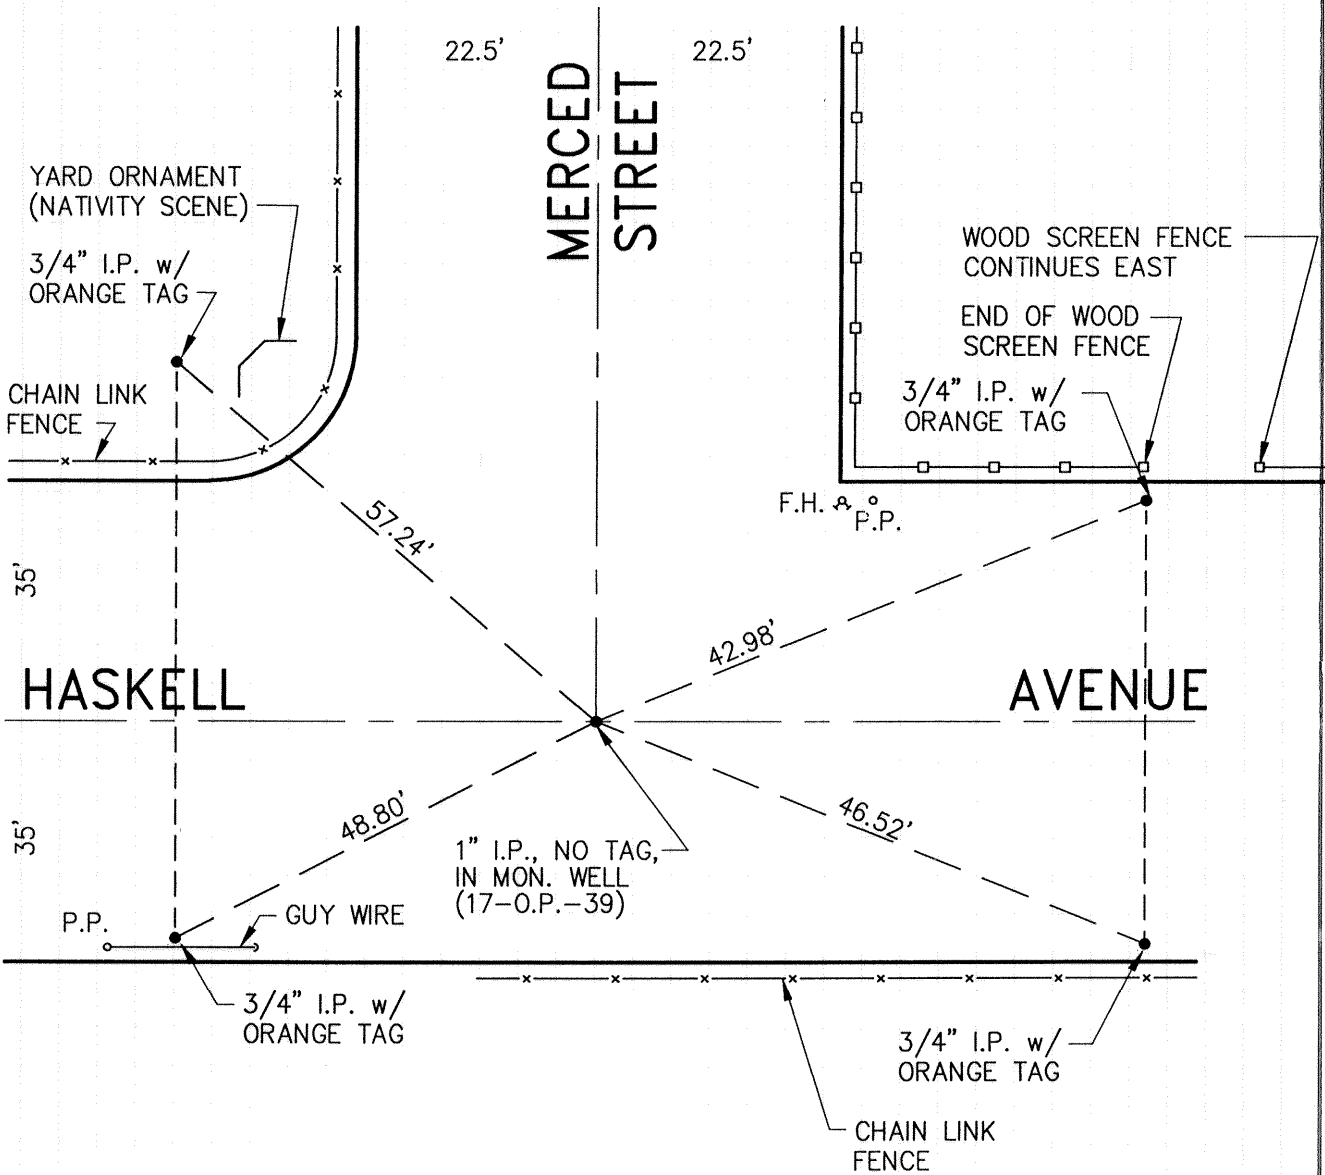 22.5'
22.5'
MERCED
STREET
YARD ORNAMENT
(NATIVITY SCENE)
3/4" I.P. w/
ORANGE TAG
CHAIN LINK
FENCE
WOOD SCREEN FENCE
CONTINUES EAST
END OF WOOD
SCREEN FENCE
3/4" I.P. w/
ORANGE TAG
F.H.
P.P.
57.24'
35'
42.98'
HASKELL
AVENUE
48.80'
46.52'
35'
1" I.P., NO TAG,
IN MON. WELL
(17-O.P.-39)
P.P.
GUY WIRE
3/4" I.P. w/
ORANGE TAG
3/4" I.P. w/
ORANGE TAG
CHAIN LINK
FENCE